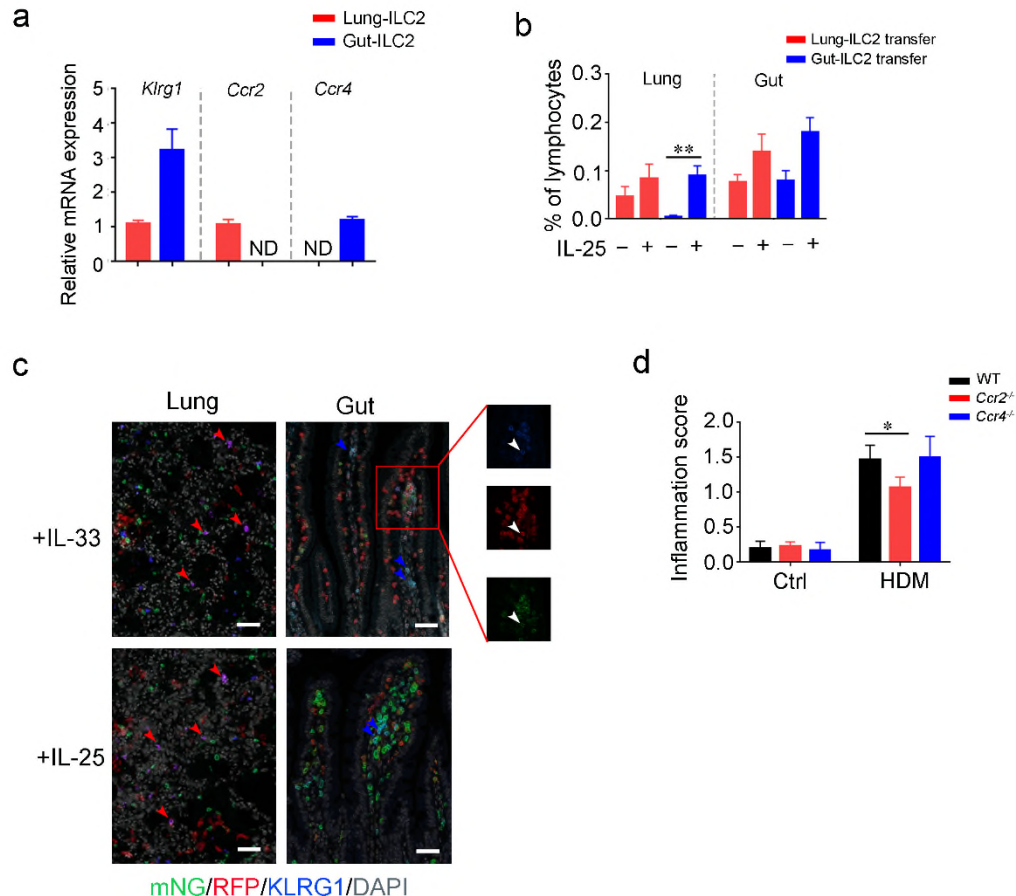 a
Lung-ILC2
Gut-ILC2
Relative mRNA expression
5
4
3
2
1
0
Klrg1
Ccr2
Ccr4
ND
ND
b
Lung-ILC2 transfer
Gut-ILC2 transfer
% of lymphocytes
0.3
0.2
0.1
0.0
Lung
Gut
**
IL-25 – + – + – + – +
c
Lung
Gut
+IL-33
+IL-25
mNG/RFP/KLRG1/DAPI
d
WT
Ccr2-/-
Ccr4-/-
Inflammation score
2.0
1.5
1.0
0.5
0.0
*
Ctrl
HDM